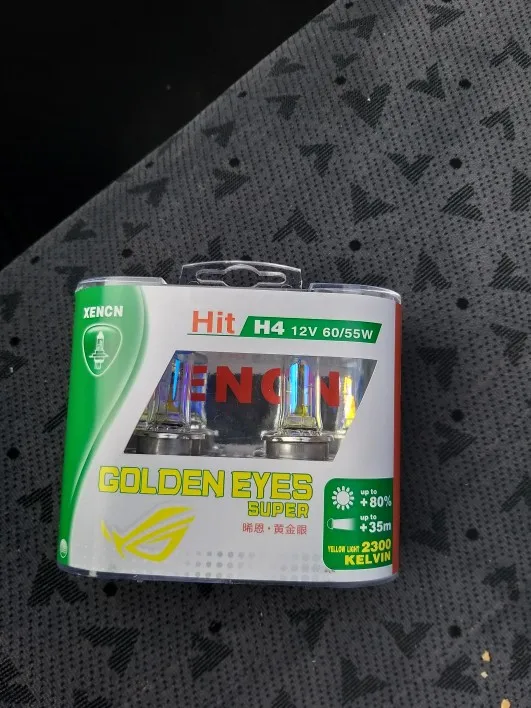 XENCN
Hit H4 12V 60/55W
XENCN
GOLDEN EYES
SUPER
晞恩·黄金眼
up to
+80%
up to
+35m
YELLOW LIGHT 2300
KELVIN